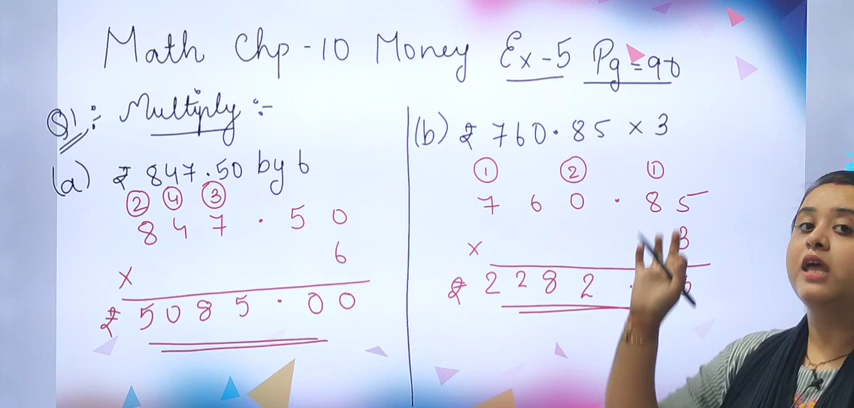 Math Chp - 10 Money Ex - 5 Pg = 90
Q1:- Multiply :-
(a) ₹ 847.50 by 6
② ④ ③
8 4 7 . 5 0
6
×
₹ 5 0 8 5 . 0 0
(b) ₹ 760.85 × 3
① ② ①
7 6 0 . 8 5
× 3
₹ 2 2 8 2 .